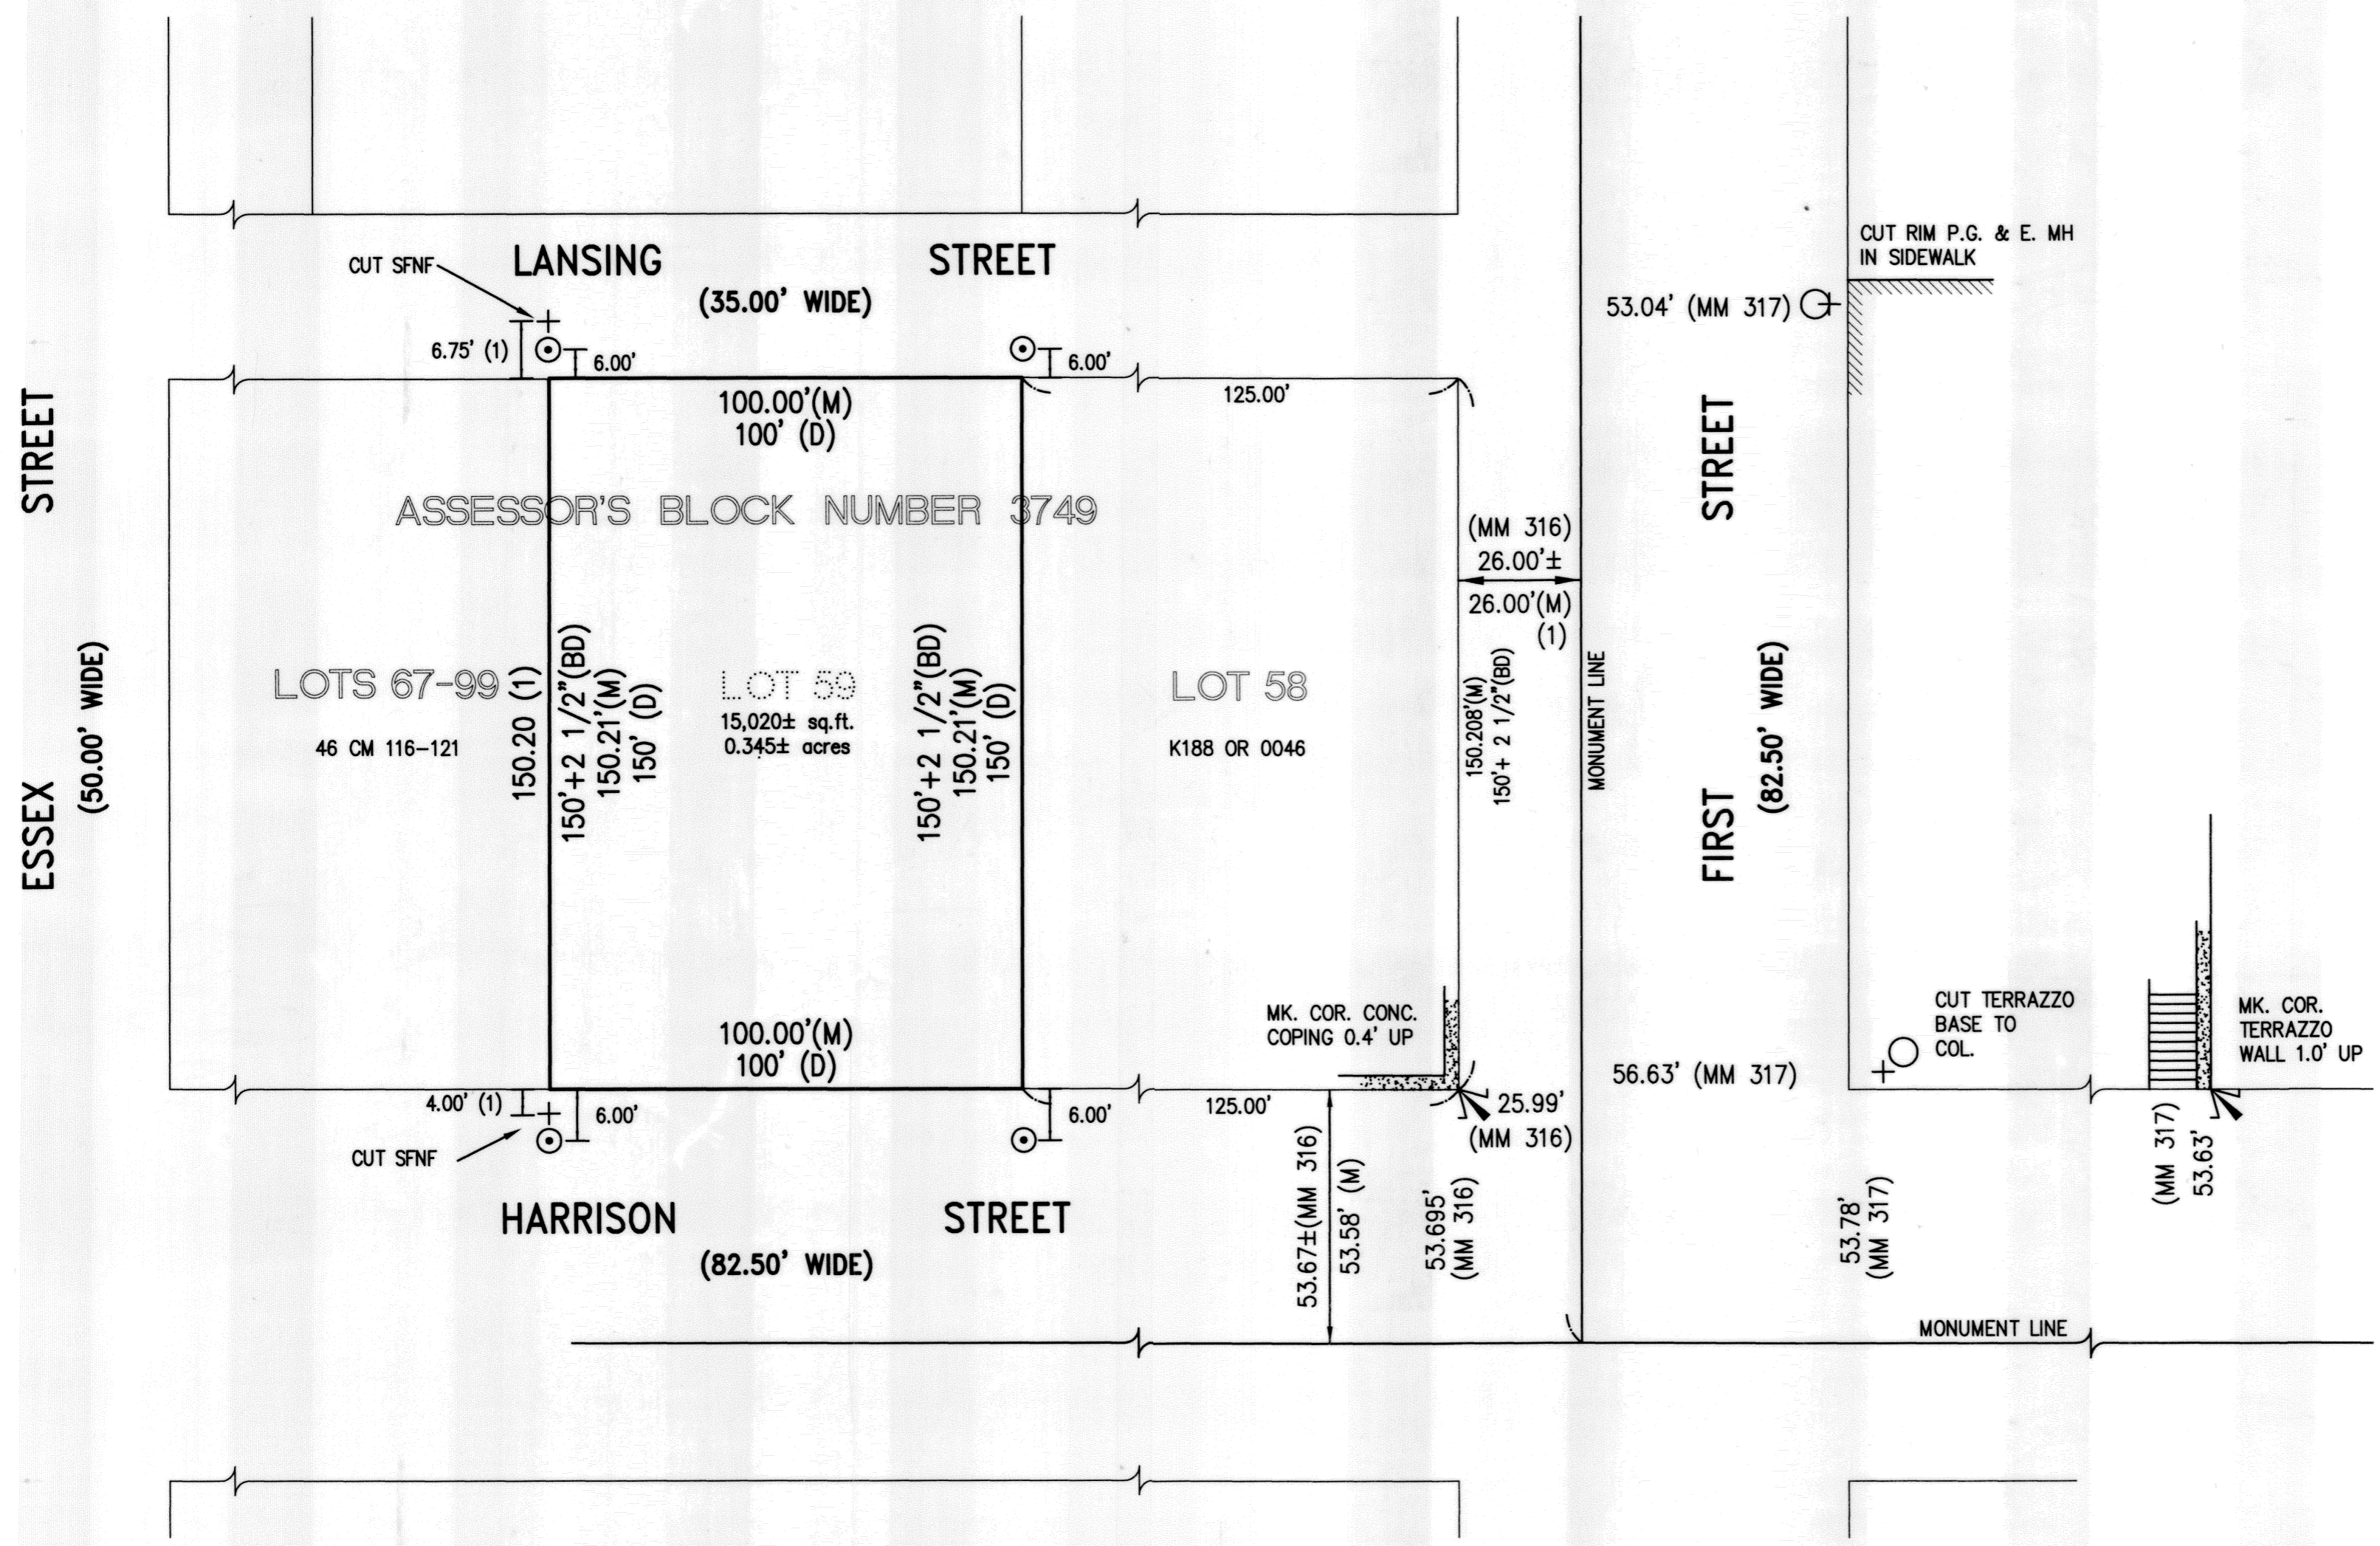 CUT SFNF
LANSING STREET
(35.00' WIDE)
6.75' (1)
6.00'
6.00'
100.00'(M)
100' (D)
125.00'
ASSESSOR'S BLOCK NUMBER 3749
ESSEX STREET
(50.00' WIDE)
LOTS 67-99
46 CM 116-121
150.20 (1)
150'+2 1/2"(BD)
150.21'(M)
150' (D)
LOT 59
15,020± sq.ft.
0.345± acres
150'+2 1/2"(BD)
150.21'(M)
150' (D)
LOT 58
K188 OR 0046
(MM 316)
26.00'±
26.00'(M)
(1)
150.208'(M)
150'+ 2 1/2"(BD)
MONUMENT LINE
FIRST STREET
(82.50' WIDE)
CUT RIM P.G. & E. MH
IN SIDEWALK
53.04' (MM 317)
100.00'(M)
100' (D)
MK. COR. CONC.
COPING 0.4' UP
CUT TERRAZZO
BASE TO
COL.
MK. COR.
TERRAZZO
WALL 1.0' UP
56.63' (MM 317)
4.00' (1)
6.00'
6.00'
125.00'
25.99'
(MM 316)
CUT SFNF
HARRISON STREET
(82.50' WIDE)
53.67±(MM 316)
53.58' (M)
53.695'
(MM 316)
53.78'
(MM 317)
(MM 317)
53.63'
MONUMENT LINE